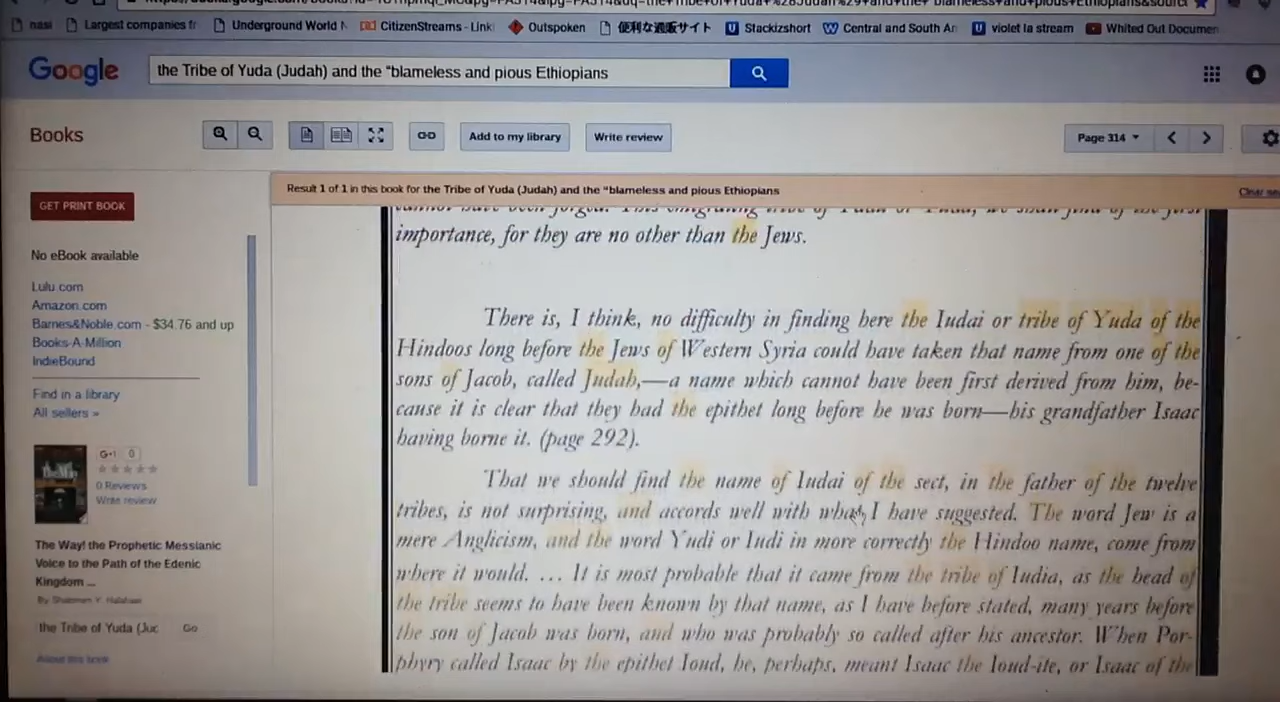 nasi Largest companies fr Underground World N CitizenStreams - Link Outspoken 便利な通販サイト Stackizshort Central and South An violet la stream Whited Out Documen
Google the Tribe of Yuda (Judah) and the “blameless and pious Ethiopians
Books Add to my library Write review Page 314
Result 1 of 1 in this book for the Tribe of Yuda (Judah) and the “blameless and pious Ethiopians
GET PRINT BOOK
No eBook available
Lulu.com
Amazon.com
Barnes&Noble.com - $34.76 and up
Books-A-Million
IndieBound
Find in a library
All sellers »
G+1 0
0 Reviews
Write review
The Way! the Prophetic Messianic
Voice to the Path of the Edenic
Kingdom ...
the Tribe of Yuda (Juc Go
About this book
importance, for they are no other than the Jews.
There is, I think, no difficulty in finding here the Iudai or tribe of Yuda of the
Hindoos long before the Jews of Western Syria could have taken that name from one of the
sons of Jacob, called Judah,—a name which cannot have been first derived from him, be-
cause it is clear that they had the epithet long before he was born—his grandfather Isaac
having borne it. (page 292).
That we should find the name of Iudai of the sect, in the father of the twelve
tribes, is not surprising, and accords well with what I have suggested. The word Jew is a
mere Anglicism, and the word Yudi or Iudi in more correctly the Hindoo name, come from
where it would. ... It is most probable that it came from the tribe of Iudia, as the head of
the tribe seems to have been known by that name, as I have before stated, many years before
the son of Jacob was born, and who was probably so called after his ancestor. When Por-
phyry called Isaac by the epithet Ioud, he, perhaps, meant Isaac the Ioud-ite, or Isaac of the